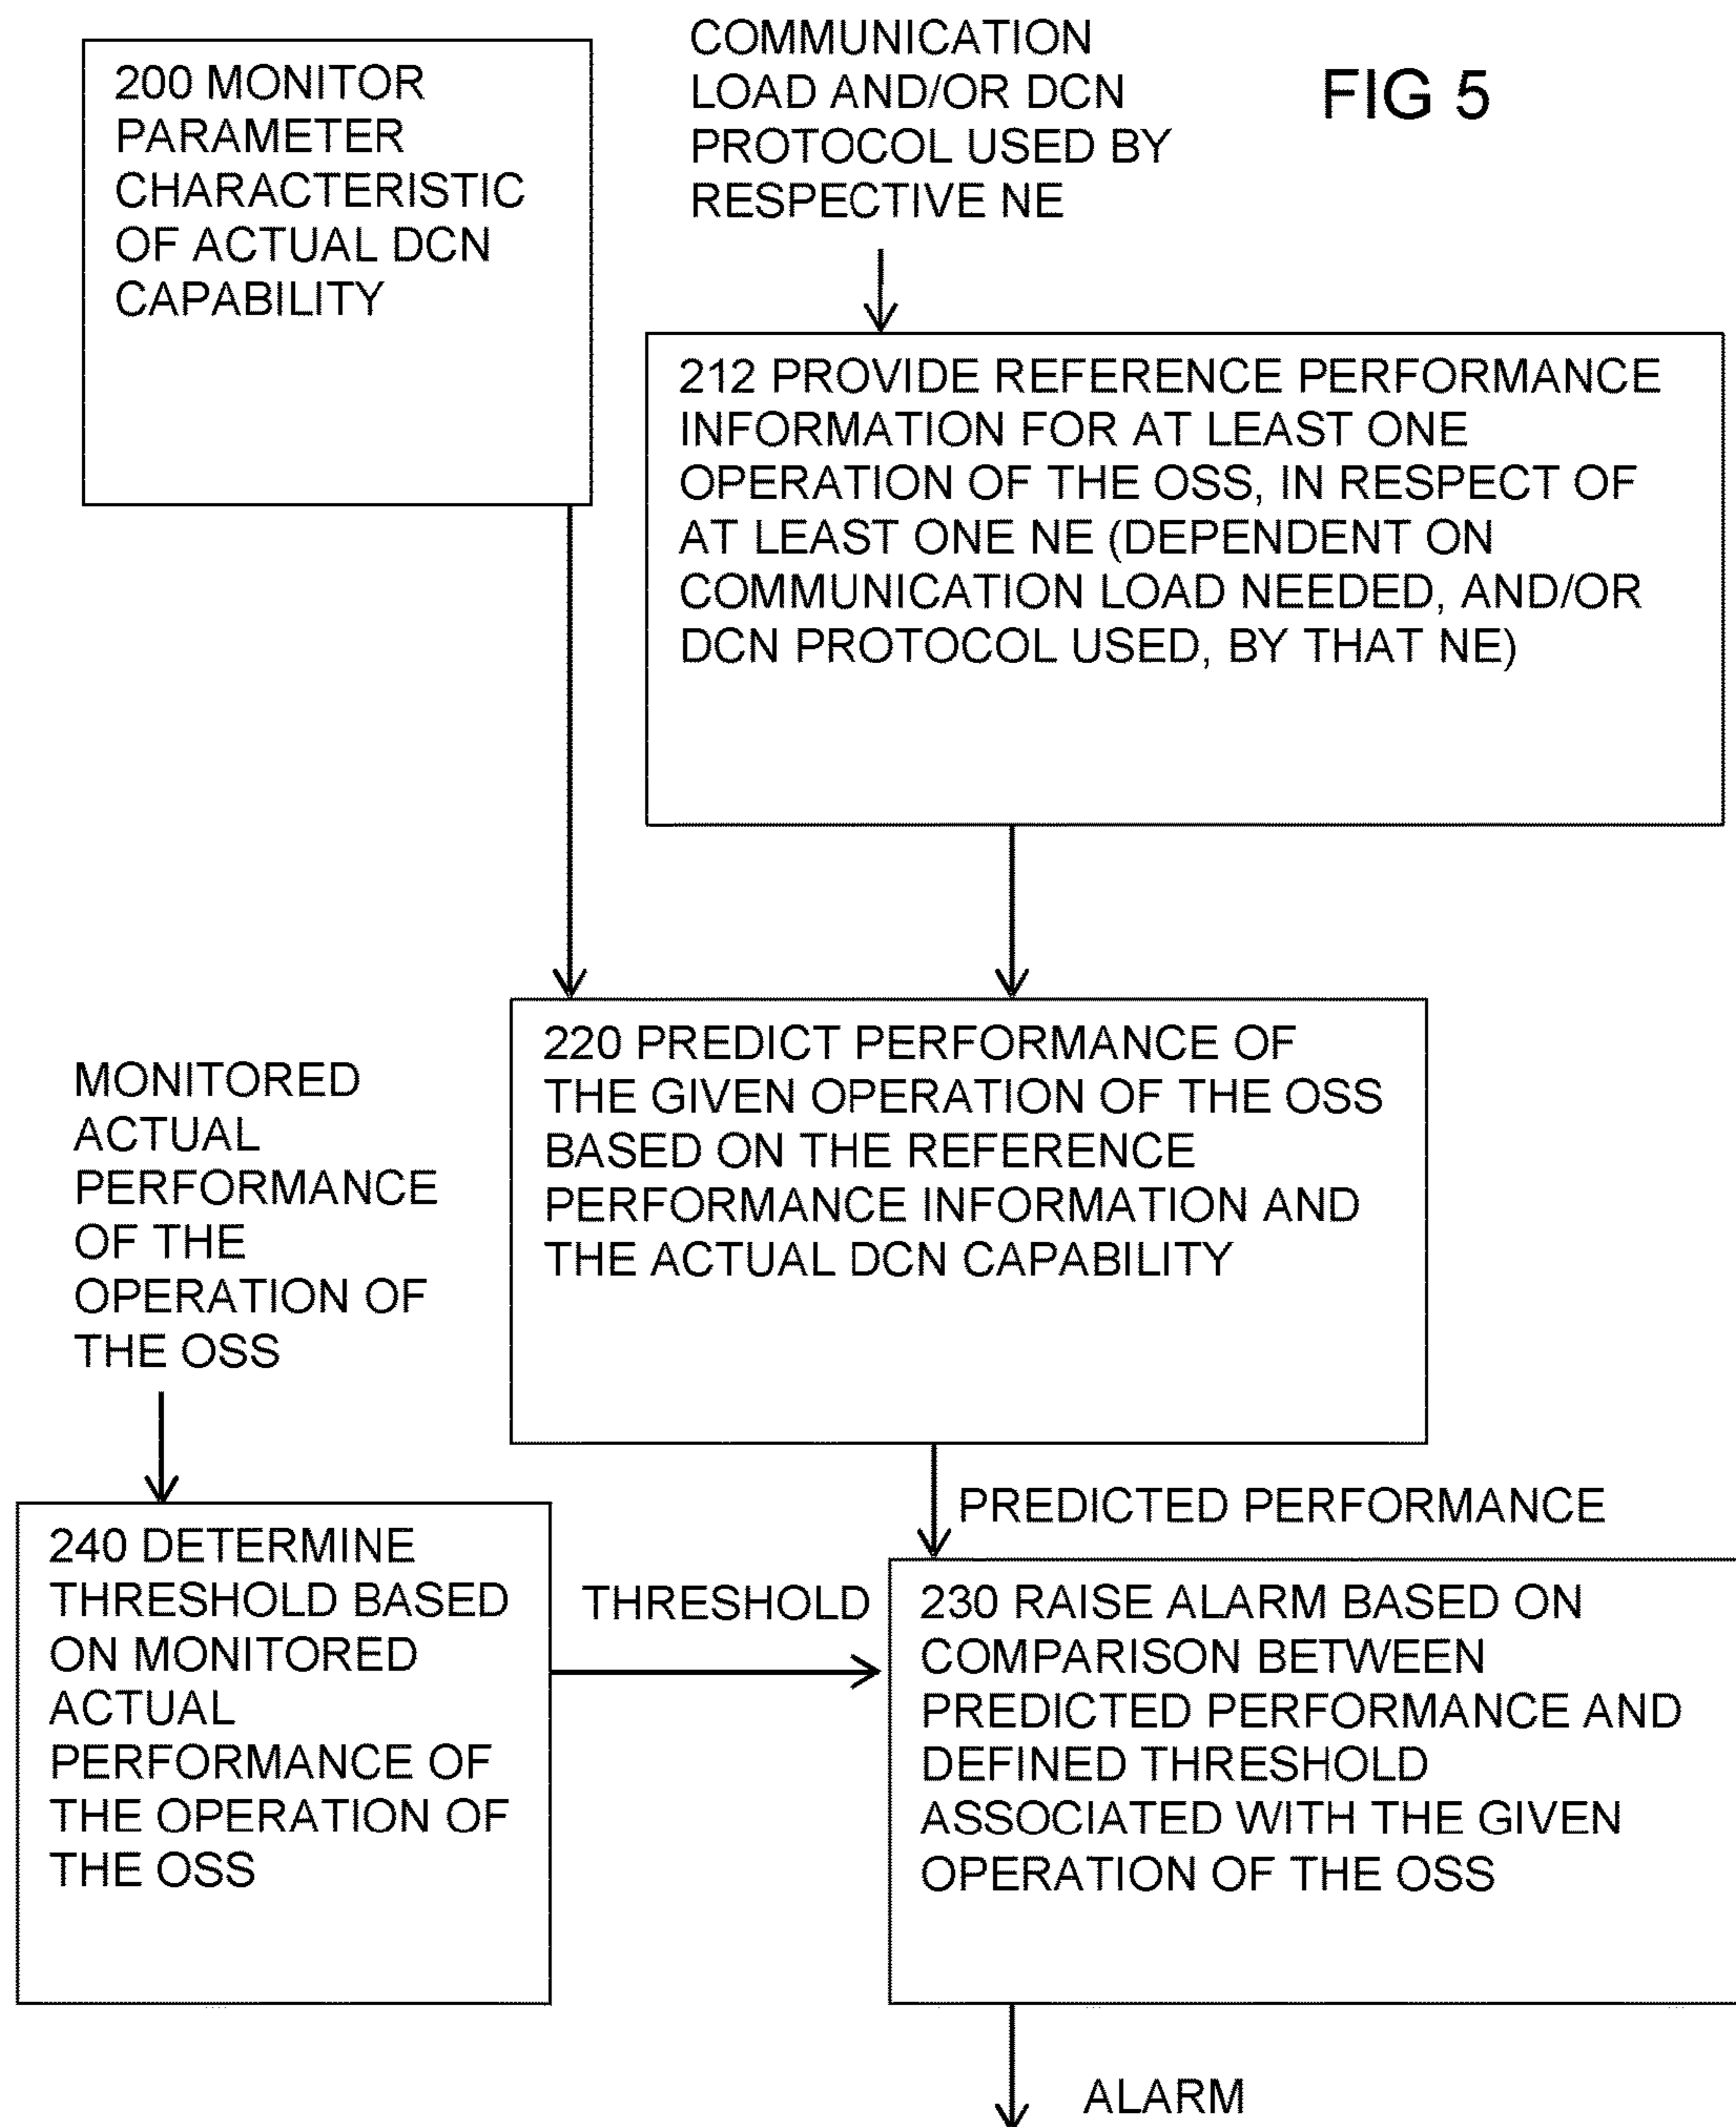 200 MONITOR
PARAMETER
CHARACTERISTIC
OF ACTUAL DCN
CAPABILITY
COMMUNICATION
LOAD AND/OR DCN
PROTOCOL USED BY
RESPECTIVE NE
FIG 5
212 PROVIDE REFERENCE PERFORMANCE
INFORMATION FOR AT LEAST ONE
OPERATION OF THE OSS, IN RESPECT OF
AT LEAST ONE NE (DEPENDENT ON
COMMUNICATION LOAD NEEDED, AND/OR
DCN PROTOCOL USED, BY THAT NE)
220 PREDICT PERFORMANCE OF
THE GIVEN OPERATION OF THE OSS
BASED ON THE REFERENCE
PERFORMANCE INFORMATION AND
THE ACTUAL DCN CAPABILITY
MONITORED
ACTUAL
PERFORMANCE
OF THE
OPERATION OF
THE OSS
PREDICTED PERFORMANCE
240 DETERMINE
THRESHOLD BASED
ON MONITORED
ACTUAL
PERFORMANCE OF
THE OPERATION OF
THE OSS
THRESHOLD
230 RAISE ALARM BASED ON
COMPARISON BETWEEN
PREDICTED PERFORMANCE AND
DEFINED THRESHOLD
ASSOCIATED WITH THE GIVEN
OPERATION OF THE OSS
ALARM